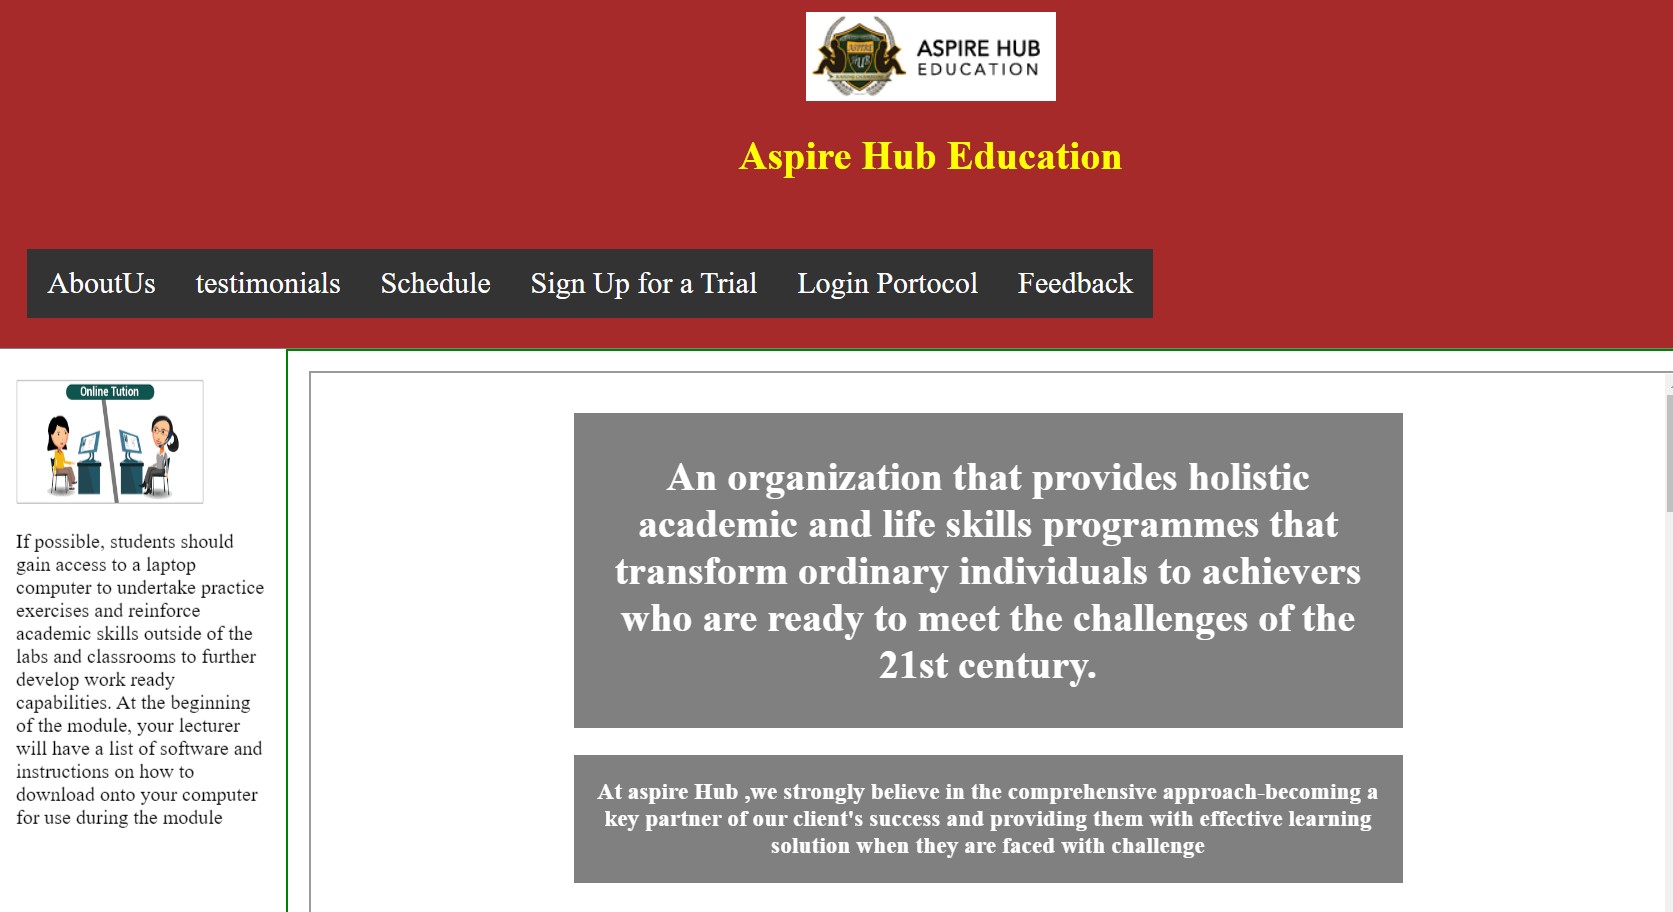 ASPIRE HUB
EDUCATION
Aspire Hub Education
AboutUs testimonials Schedule Sign Up for a Trial Login Portocol Feedback
Online Tution
If possible, students should
gain access to a laptop
computer to undertake practice
exercises and reinforce
academic skills outside of the
labs and classrooms to further
develop work ready
capabilities. At the beginning
of the module, your lecturer
will have a list of software and
instructions on how to
download onto your computer
for use during the module
An organization that provides holistic
academic and life skills programmes that
transform ordinary individuals to achievers
who are ready to meet the challenges of the
21st century.
At aspire Hub ,we strongly believe in the comprehensive approach-becoming a
key partner of our client's success and providing them with effective learning
solution when they are faced with challenge